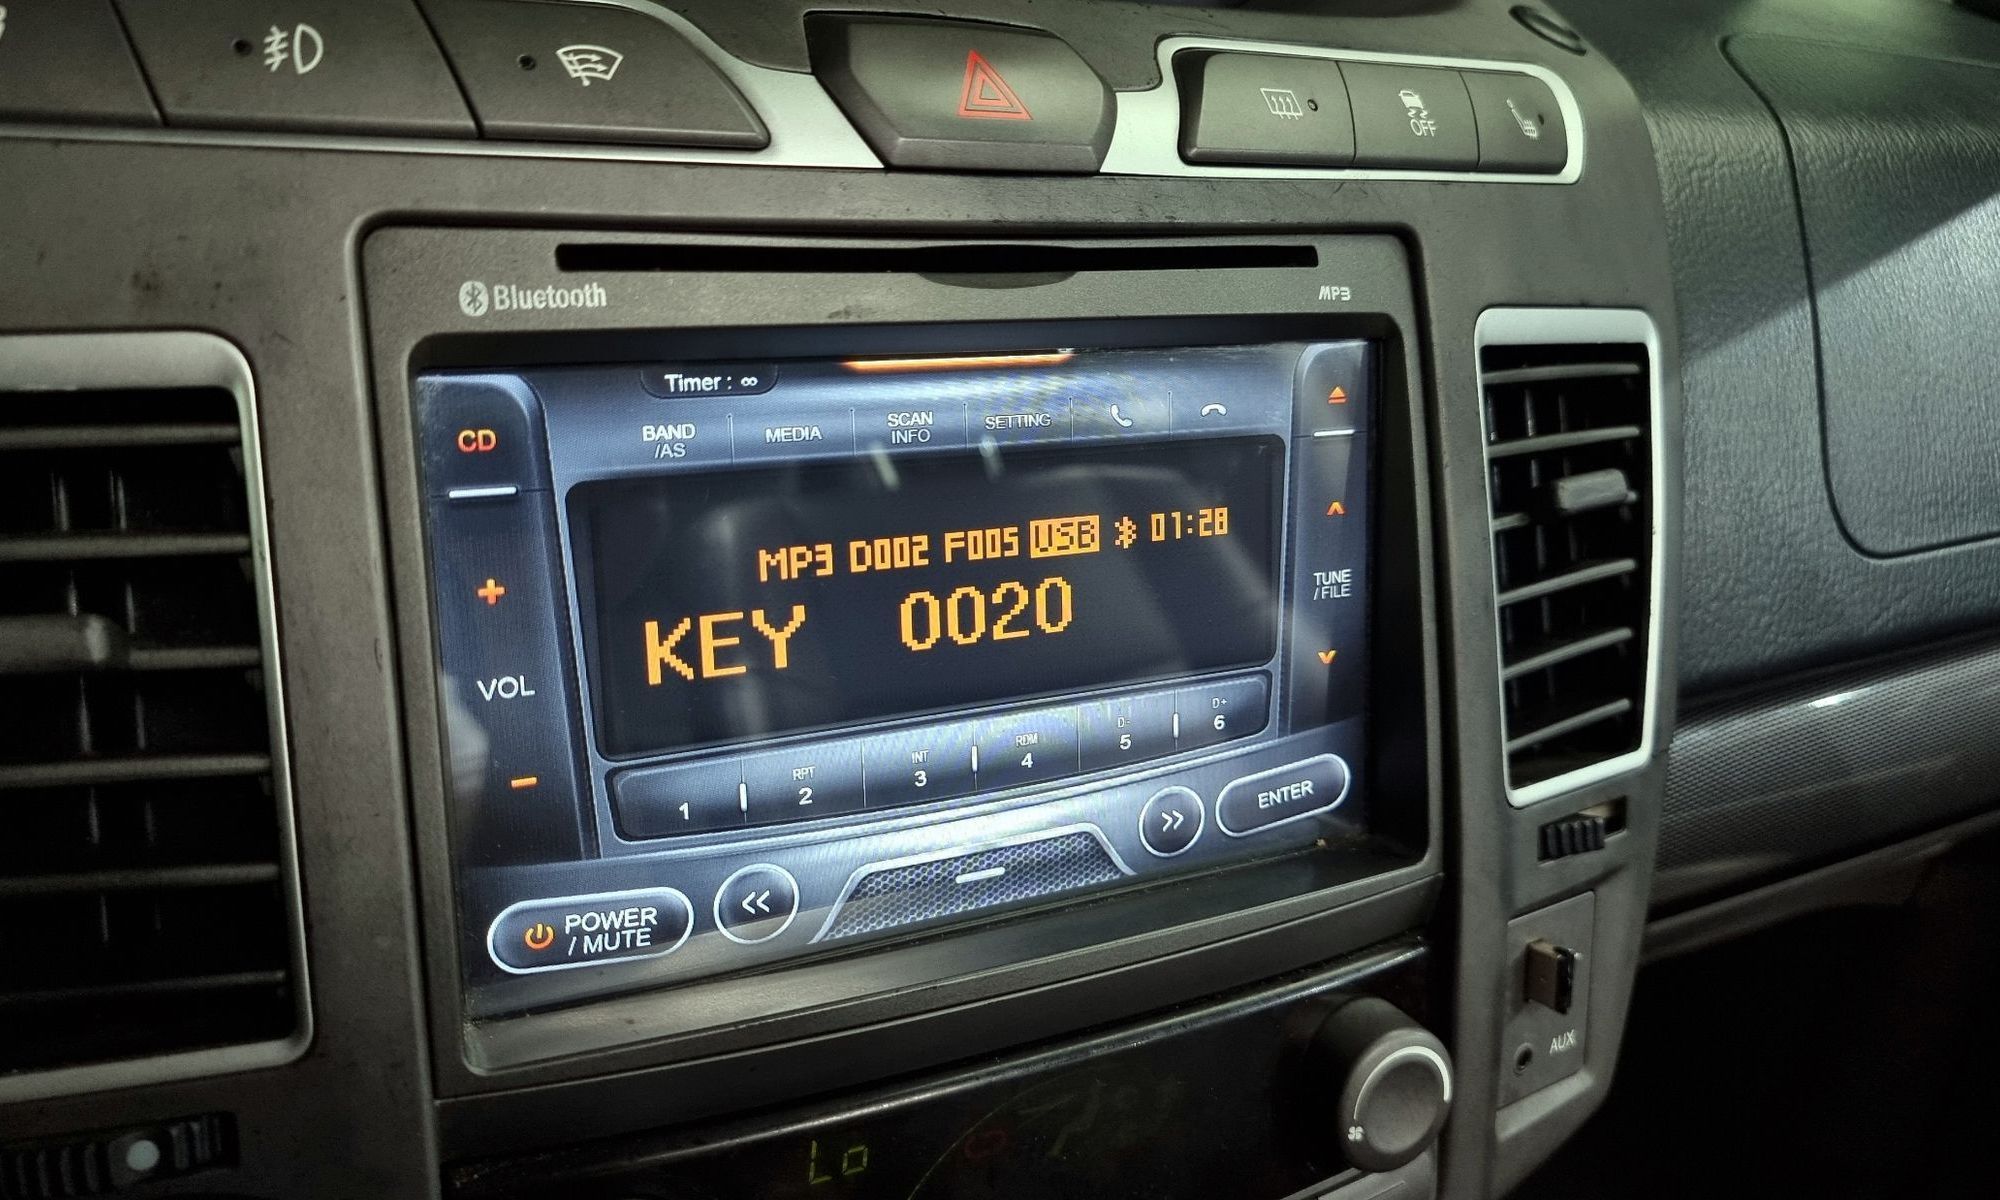 OFF
Bluetooth
MP3
Timer : ∞
CD
BAND
/AS
MEDIA
SCAN
INFO
SETTING
MP3 D002 F005 USB 01:28
KEY 0020
VOL
TUNE
/FILE
1
RPT
2
INT
3
RDM
4
D-
5
D+
6
POWER
/ MUTE
<<
>>
ENTER
AUX
Lo